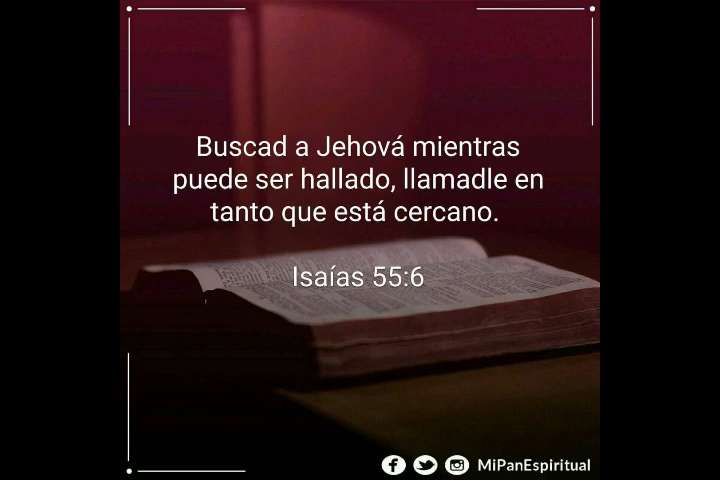 Buscad a Jehová mientras
puede ser hallado, llamadle en
tanto que está cercano.
Isaías 55:6
MiPanEspiritual